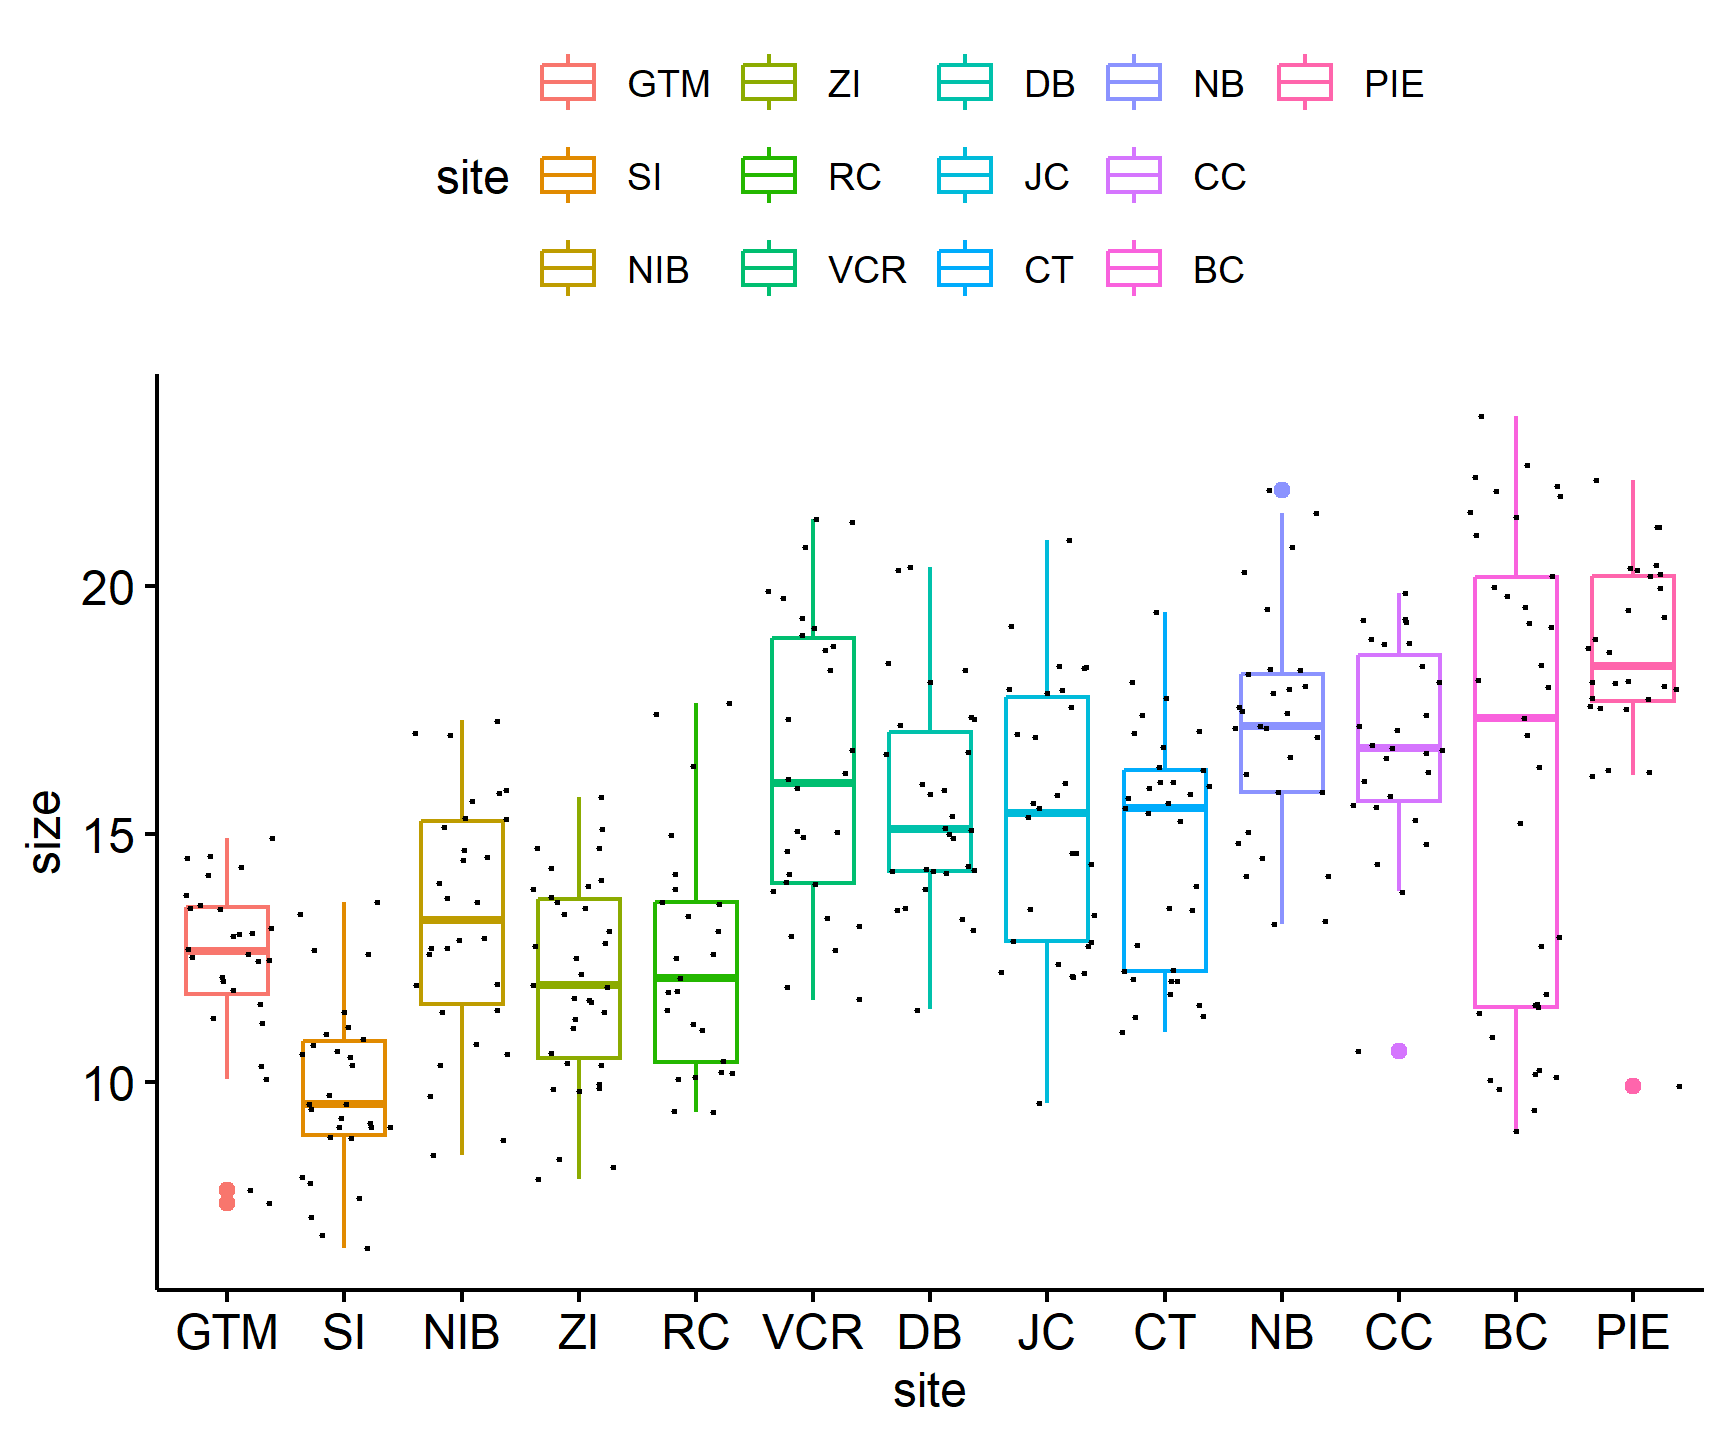 GTM ZI DB NB PIE
site SI RC JC CC
NIB VCR CT BC
size
20
15
10
GTM SI NIB ZI RC VCR DB JC CT NB CC BC PIE
site